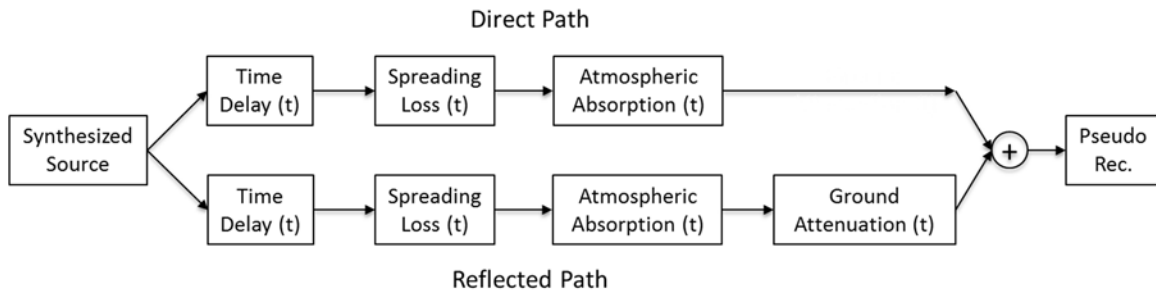 Direct Path
Time
Delay (t)
Spreading
Loss (t)
Atmospheric
Absorption (t)
Synthesized
Source
+
Pseudo
Rec.
Time
Delay (t)
Spreading
Loss (t)
Atmospheric
Absorption (t)
Ground
Attenuation (t)
Reflected Path